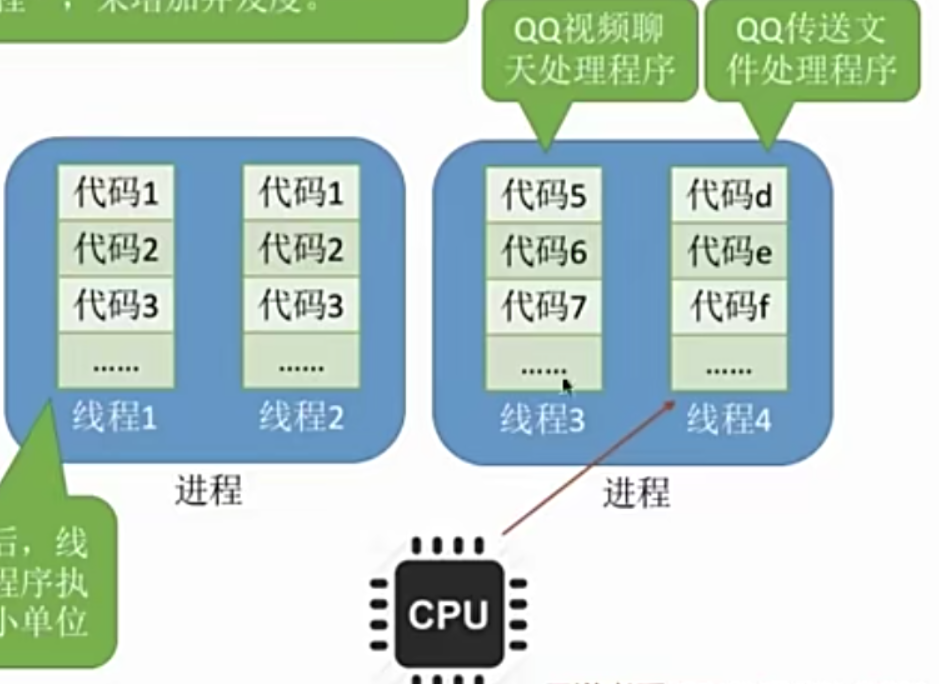 程"，来增加并发度。
QQ视频聊
天处理程序
QQ传送文
件处理程序
代码1
代码2
代码3
……
线程1
代码1
代码2
代码3
……
线程2
进程
代码5
代码6
代码7
……
线程3
代码d
代码e
代码f
……
线程4
进程
后，线
程序执
小单位
CPU